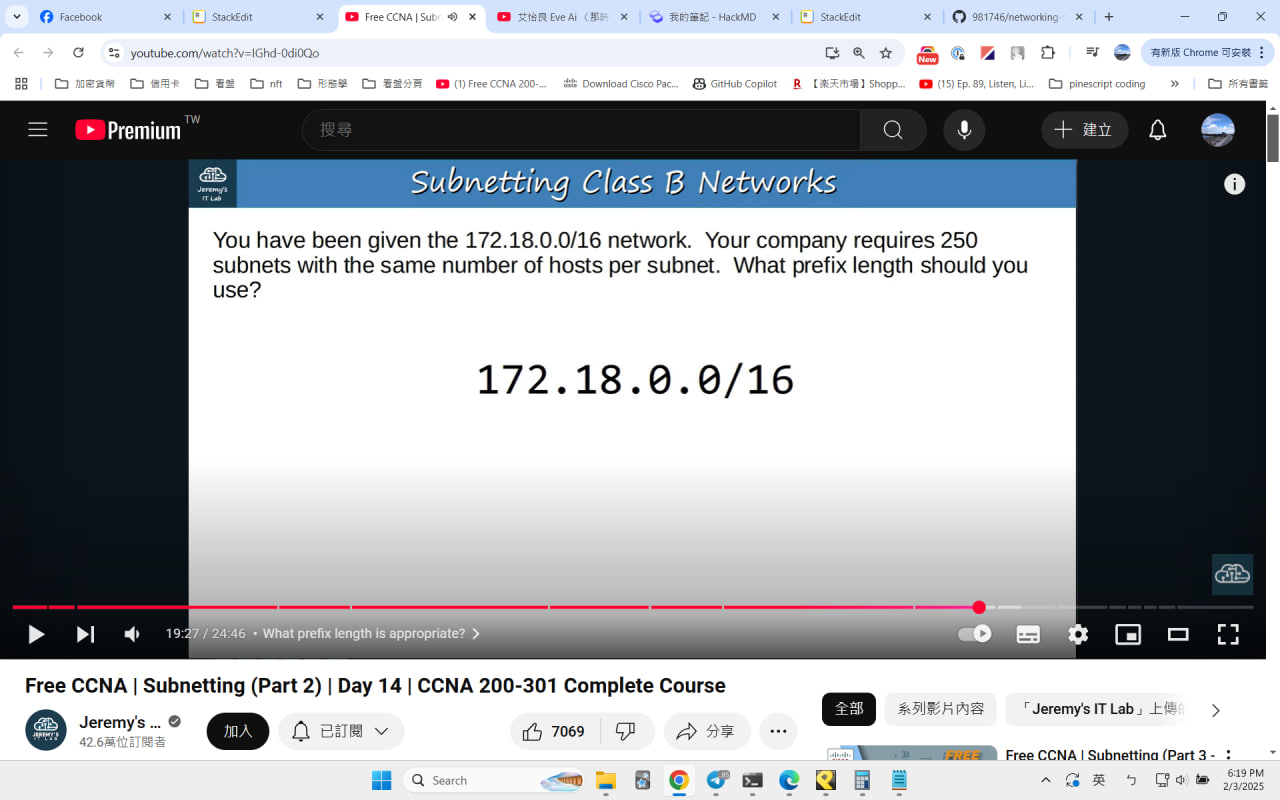 Facebook
StackEdit
Free CCNA | Sub
艾怡良 Eve Ai 〈那時
我的筆記 - HackMD
StackEdit
981746/networking-
youtube.com/watch?v=IGhd-0di0Qo
New
有新版 Chrome 可安裝
加密貨幣
信用卡
看盤
nft
形態學
看盤分頁
(1) Free CCNA 200-...
Download Cisco Pac...
GitHub Copilot
【楽天市場】Shopp...
(15) Ep. 89, Listen, Li...
pinescript coding
»
所有書籤
Premium TW
搜尋
建立
Jeremy's
IT Lab
Subnetting Class B Networks
You have been given the 172.18.0.0/16 network. Your company requires 250
subnets with the same number of hosts per subnet. What prefix length should you
use?
172.18.0.0/16
19:27 / 24:46 • What prefix length is appropriate?
Free CCNA | Subnetting (Part 2) | Day 14 | CCNA 200-301 Complete Course
Jeremy's ...
42.6萬位訂閱者
加入
已訂閱
7069
分享
全部
系列影片內容
「Jeremy's IT Lab」上傳的
FREE
Free CCNA | Subnetting (Part 3 -
Search
英
ㄅ
6:19 PM
2/3/2025